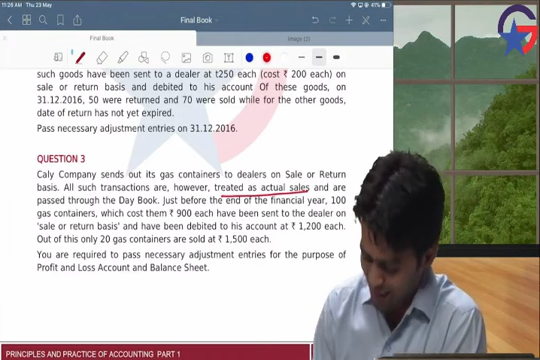 11:26 AM Thu 23 May
41%
Final Book
Final Book
Image (2)
such goods have been sent to a dealer at ₹250 each (cost ₹ 200 each) on
sale or return basis and debited to his account Of these goods, on
31.12.2016, 50 were returned and 70 were sold while for the other goods,
date of return has not yet expired.
Pass necessary adjustment entries on 31.12.2016.
QUESTION 3
Caly Company sends out its gas containers to dealers on Sale or Return
basis. All such transactions are, however, treated as actual sales and are
passed through the Day Book. Just before the end of the financial year, 100
gas containers, which cost them ₹ 900 each have been sent to the dealer on
'sale or return basis' and have been debited to his account at ₹ 1,200 each.
Out of this only 20 gas containers are sold at ₹ 1,500 each.
You are required to pass necessary adjustment entries for the purpose of
Profit and Loss Account and Balance Sheet.
PRINCIPLES AND PRACTICE OF ACCOUNTING PART 1